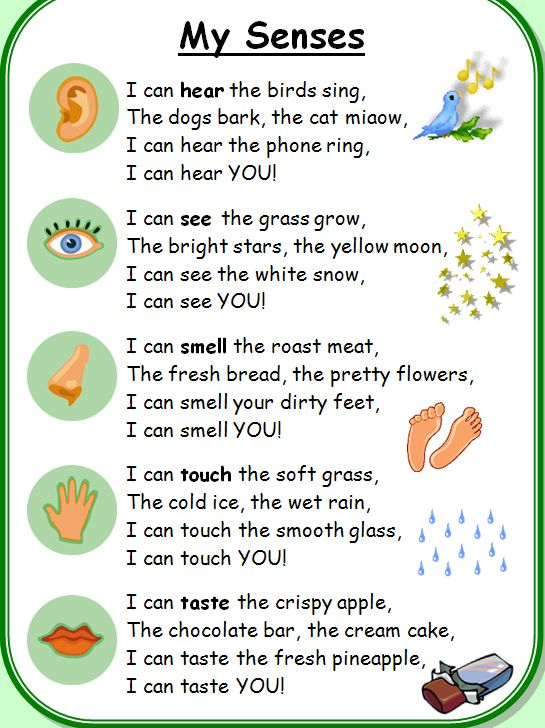 My Senses
I can hear the birds sing,
The dogs bark, the cat miaow,
I can hear the phone ring,
I can hear YOU!
I can see the grass grow,
The bright stars, the yellow moon,
I can see the white snow,
I can see YOU!
I can smell the roast meat,
The fresh bread, the pretty flowers,
I can smell your dirty feet,
I can smell YOU!
I can touch the soft grass,
The cold ice, the wet rain,
I can touch the smooth glass,
I can touch YOU!
I can taste the crispy apple,
The chocolate bar, the cream cake,
I can taste the fresh pineapple,
I can taste YOU!